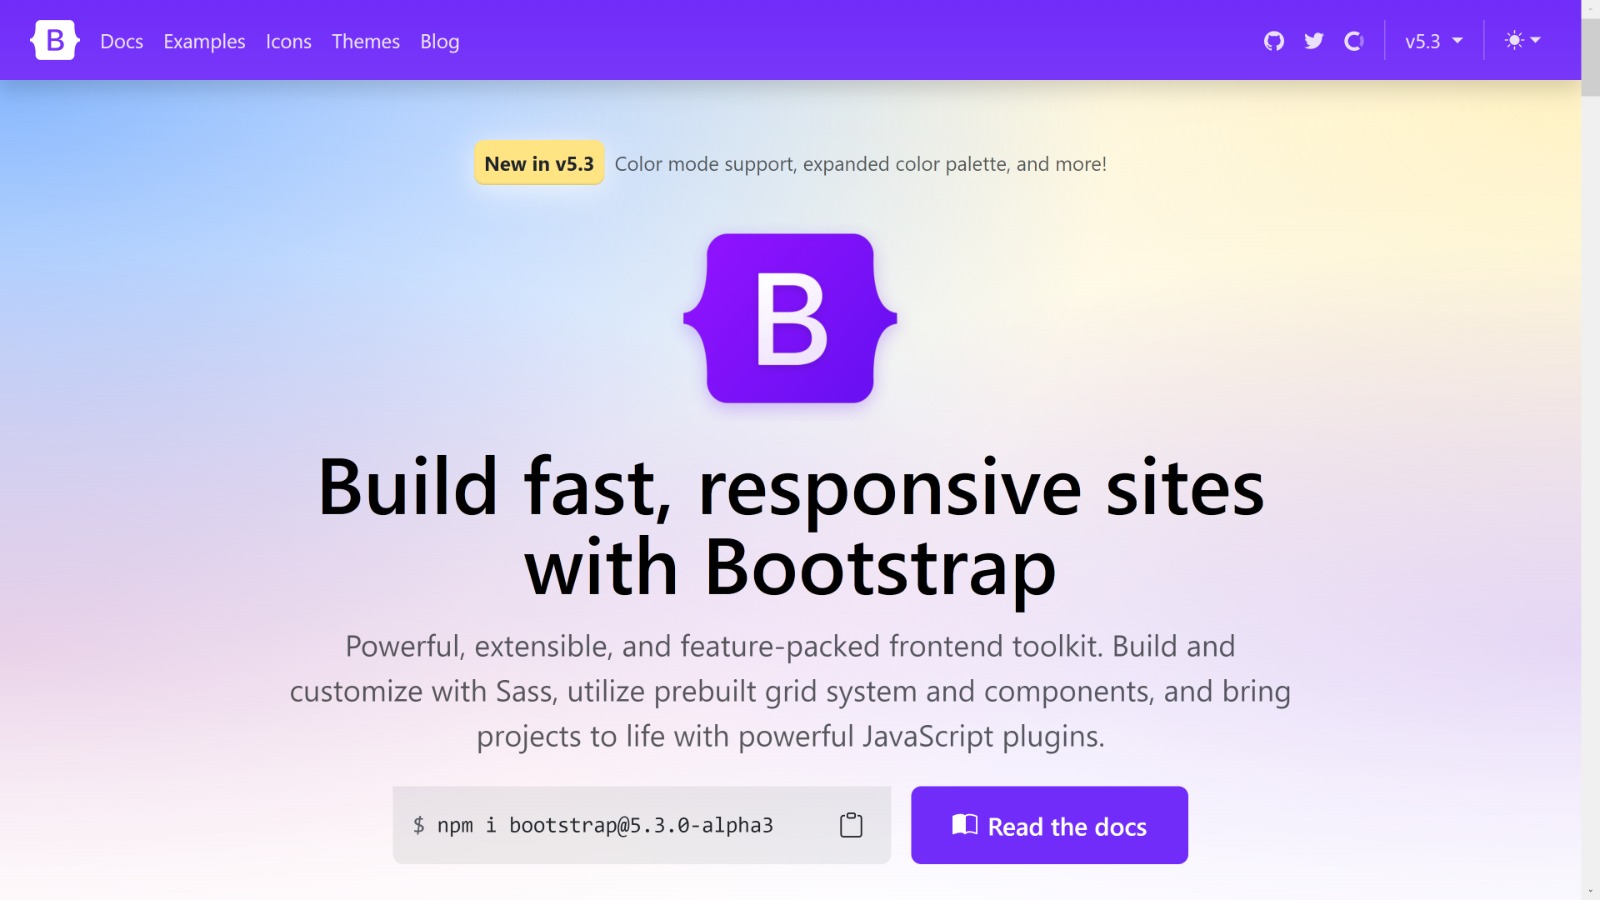 B Docs Examples Icons Themes Blog v5.3
New in v5.3 Color mode support, expanded color palette, and more!
B
Build fast, responsive sites
with Bootstrap
Powerful, extensible, and feature-packed frontend toolkit. Build and
customize with Sass, utilize prebuilt grid system and components, and bring
projects to life with powerful JavaScript plugins.
$ npm i bootstrap@5.3.0-alpha3 Read the docs